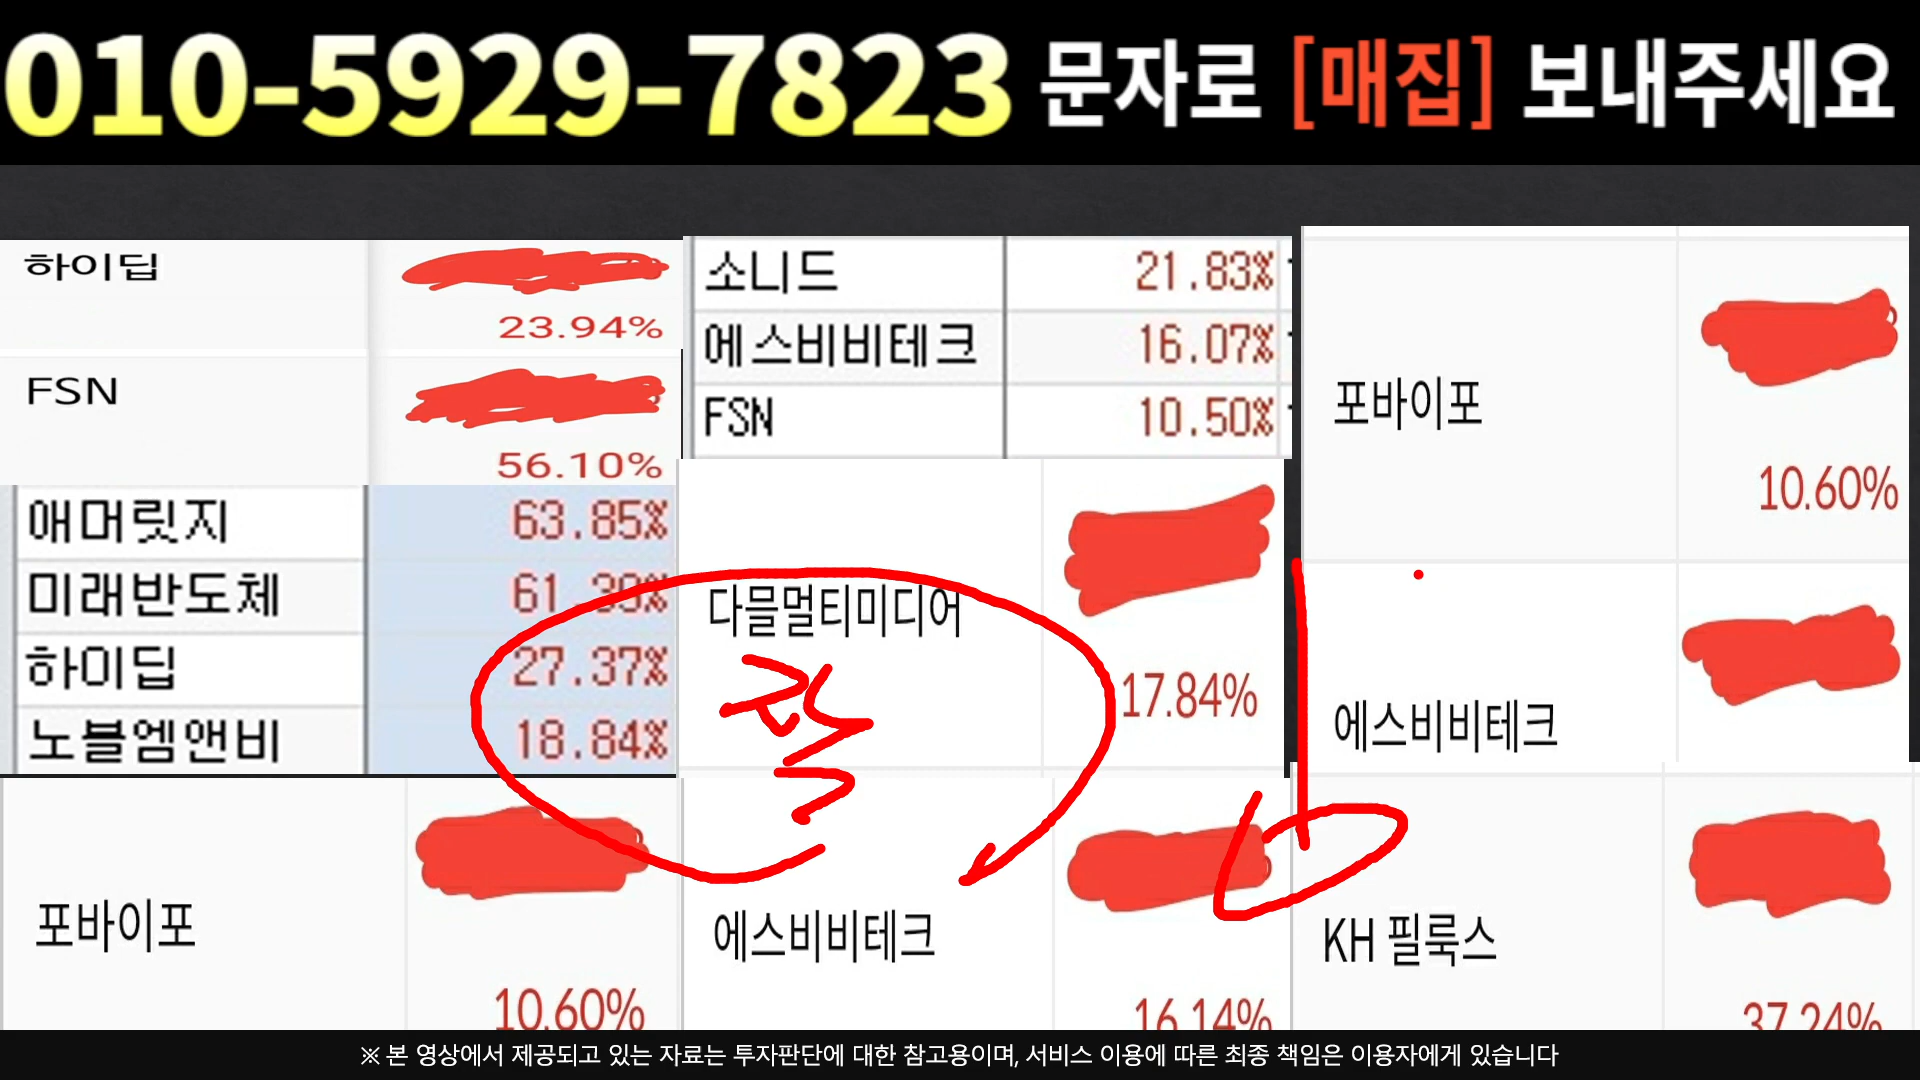 010-5929-7823 문자로 [매집] 보내주세요
하이딥
23.94%
FSN
56.10%
애머릿지 63.85%
미래반도체 61.39%
하이딥 27.37%
노블엠앤비 18.84%
소니드 21.83%
에스비비테크 16.07%
FSN 10.50%
다믈멀티미디어
17.84%
포바이포
10.60%
에스비비테크
포바이포
10.60%
에스비비테크
16.14%
KH 필룩스
37.24%
※ 본 영상에서 제공되고 있는 자료는 투자판단에 대한 참고용이며, 서비스 이용에 따른 최종 책임은 이용자에게 있습니다